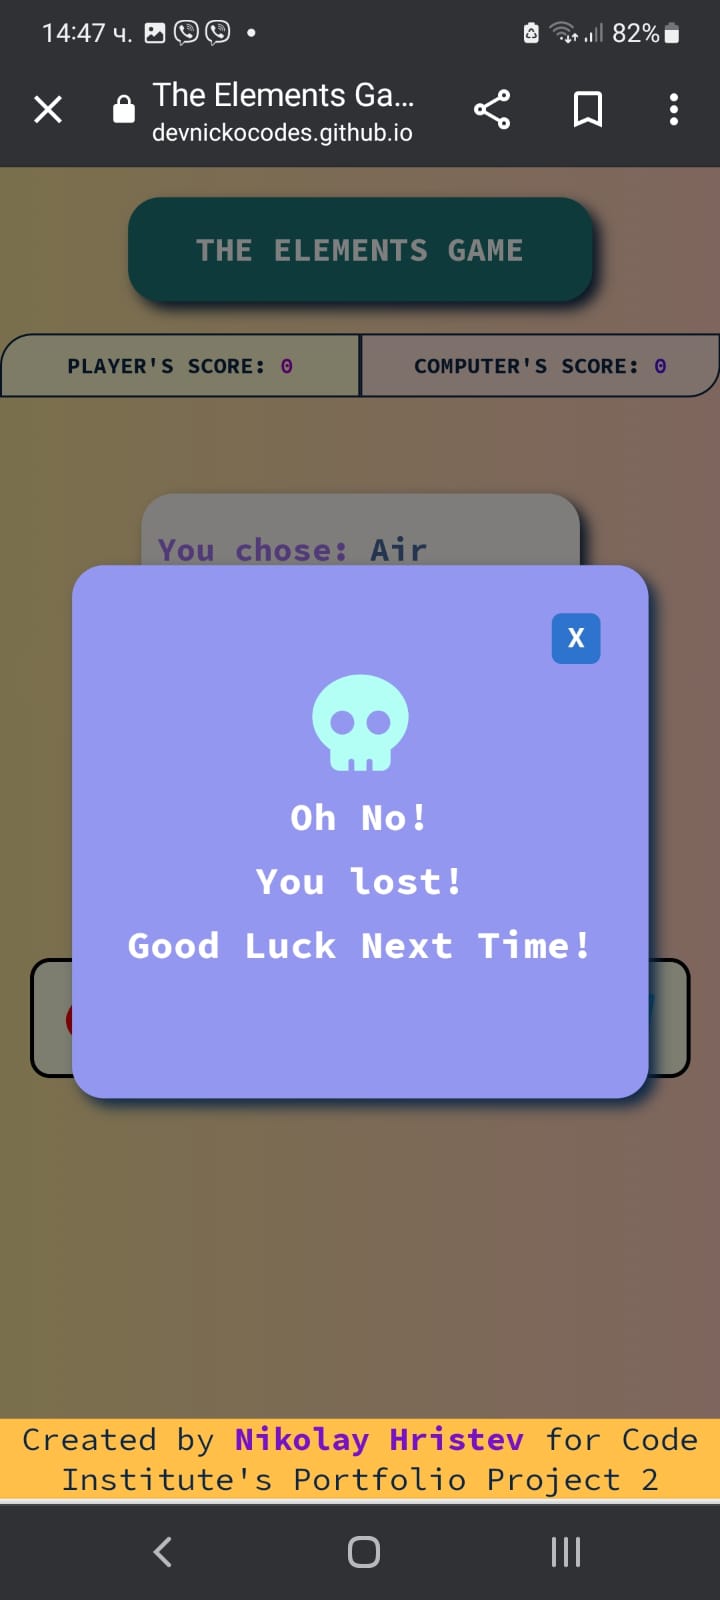 14:47 ч.
82%
The Elements Ga...
devnickocodes.github.io
THE ELEMENTS GAME
PLAYER'S SCORE: 0
COMPUTER'S SCORE: 0
You chose: Air
X
Oh No!
You lost!
Good Luck Next Time!
Created by Nikolay Hristev for Code
Institute's Portfolio Project 2